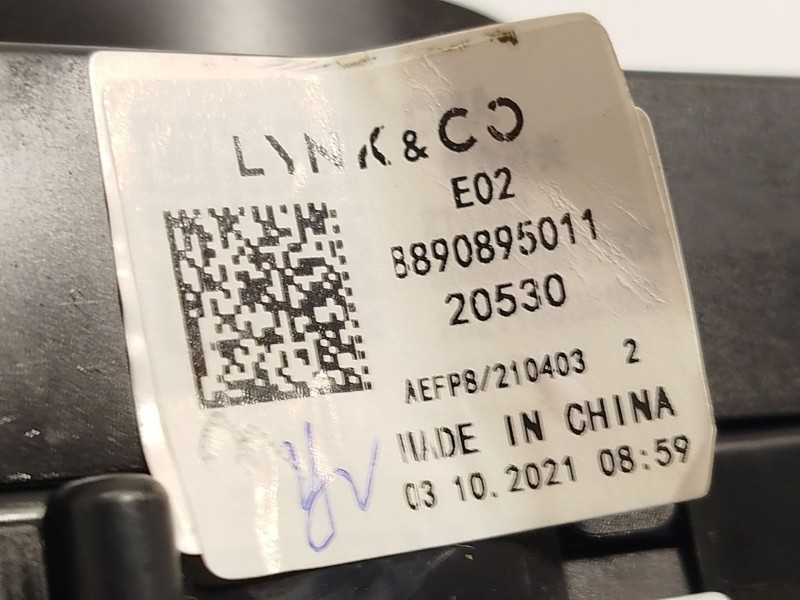 LYNK & CO
E02
8890895011
20530
AEFP8/210403 2
MADE IN CHINA
03 10.2021 08:59